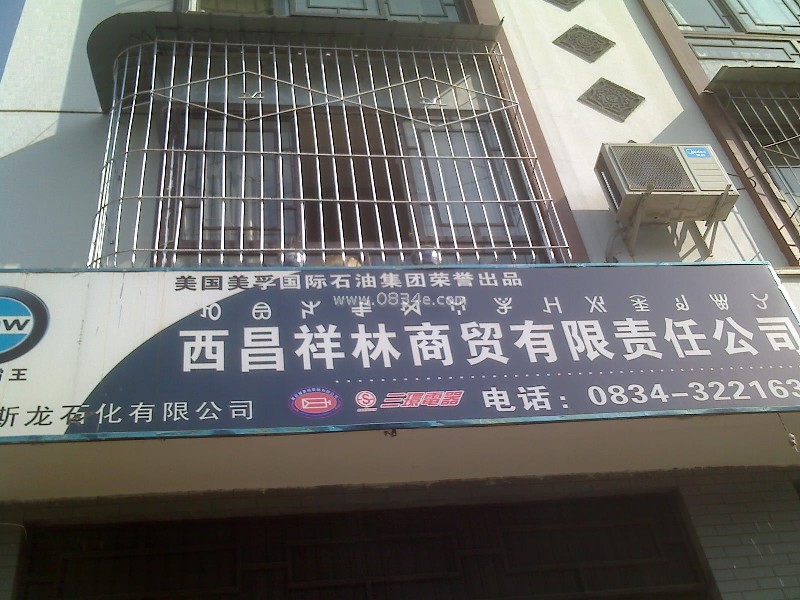 美国美孚国际石油集团荣誉出品
www.0834e.com
西昌祥林商贸有限责任公司
王
斯龙石化有限公司
三環電器
电话：0834-322163